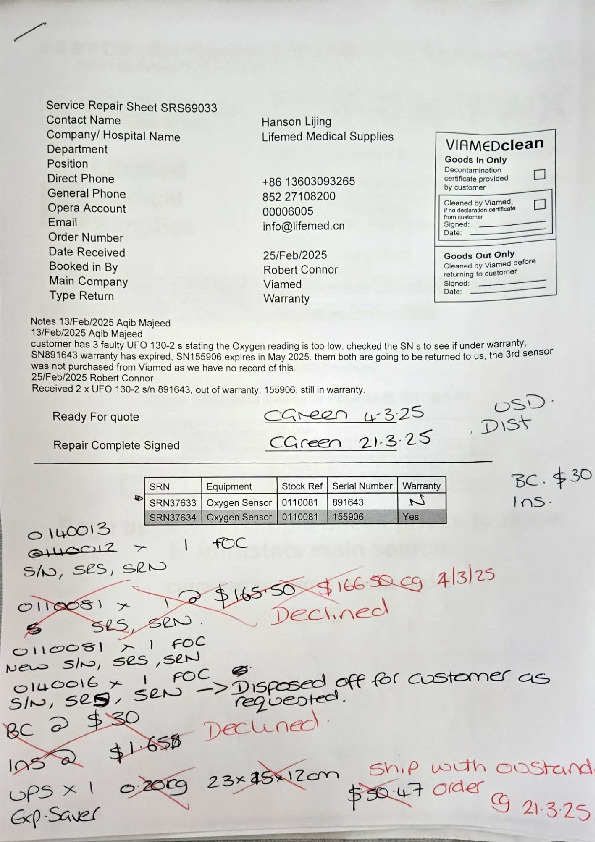 Service Repair Sheet SRS69033
Contact Name Hanson Lijing
Company/ Hospital Name Lifemed Medical Supplies
Department
Position
Direct Phone +86 13603093265
General Phone 852 27108200
Opera Account 00006005
Email info@lifemed.cn
Order Number
Date Received 25/Feb/2025
Booked in By Robert Connor
Main Company Viamed
Type Return Warranty
VIAMEDclean
Goods In Only
Decontamination
certificate provided
by customer
Cleaned by Viamed,
if no declaration certificate
from customer
Signed:
Date:
Goods Out Only
Cleaned by Viamed before
returning to customer
Signed:
Date:
Notes 13/Feb/2025 Aqib Majeed
13/Feb/2025 Aqib Majeed
customer has 3 faulty UFO 130-2 s stating the Oxygen reading is too low, checked the SN s to see if under warranty,
SN891643 warranty has expired, SN155906 expires in May 2025, them both are going to be returned to us, the 3rd sensor
was not purchased from Viamed as we have no record of this.
25/Feb/2025 Robert Connor
Received 2 x UFO 130-2 s/n 891643, out of warranty, 155906, still in warranty.
Ready For quote CGreen 4-3-25
Repair Complete Signed CGreen 21-3-25
USD.
DIST
BC. $30
Ins.
SRN Equipment Stock Ref Serial Number Warranty
SRN37633 Oxygen Sensor 0110081 891643 N
SRN37634 Oxygen Sensor 0110081 155906 Yes
0140013
0140012 x 1 FOC
S/N, SRS, SRN
0110081 x 1 @ $165.50 $166.50 cg 4/3/25
SRS, SRN. Declined
0110081 x 1 FOC
New S/N, SRS, SRN
0140016 x 1 FOC
S/N, SRS, SRN -> Disposed off for customer as
requested.
BC @ $30
Declined.
Ins @ $1.658
UPS x 1 0.20cg 23x15x12cm $50.47
Exp-Saver
Ship with oustand
order
cg 21.3.25